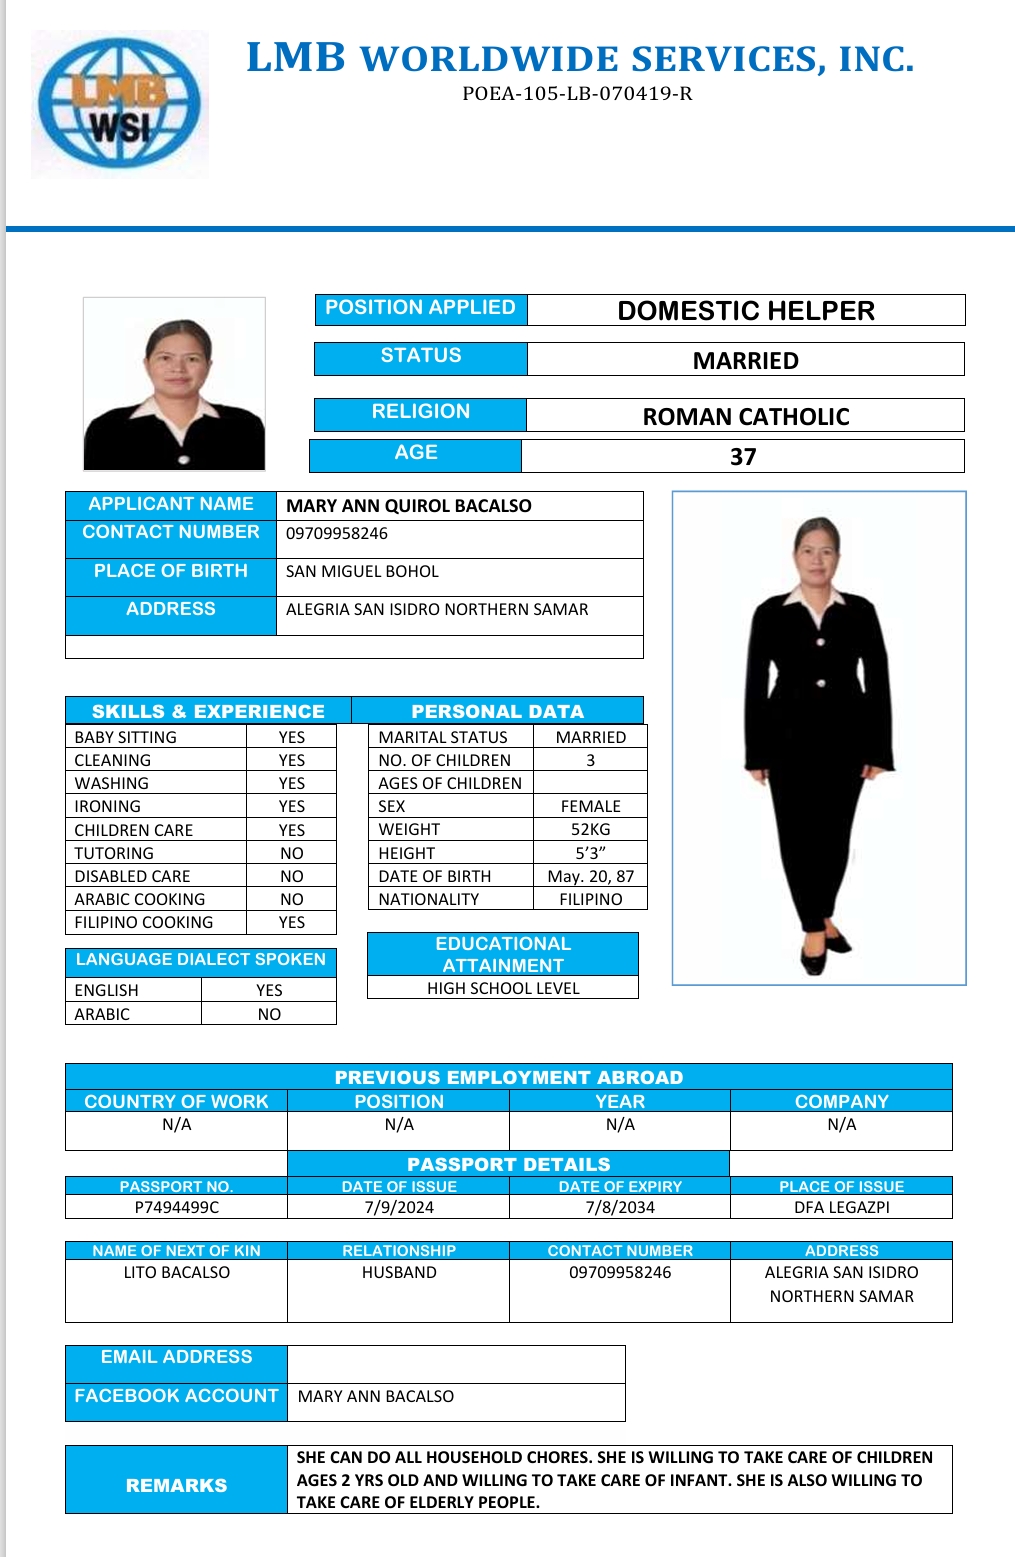 LMB
WSI
LMB WORLDWIDE SERVICES, INC.
POEA-105-LB-070419-R
POSITION APPLIED DOMESTIC HELPER
STATUS MARRIED
RELIGION ROMAN CATHOLIC
AGE 37
APPLICANT NAME MARY ANN QUIROL BACALSO
CONTACT NUMBER 09709958246
PLACE OF BIRTH SAN MIGUEL BOHOL
ADDRESS ALEGRIA SAN ISIDRO NORTHERN SAMAR
SKILLS & EXPERIENCE
BABY SITTING YES
CLEANING YES
WASHING YES
IRONING YES
CHILDREN CARE YES
TUTORING NO
DISABLED CARE NO
ARABIC COOKING NO
FILIPINO COOKING YES
LANGUAGE DIALECT SPOKEN
ENGLISH YES
ARABIC NO
PERSONAL DATA
MARITAL STATUS MARRIED
NO. OF CHILDREN 3
AGES OF CHILDREN
SEX FEMALE
WEIGHT 52KG
HEIGHT 5’3”
DATE OF BIRTH May. 20, 87
NATIONALITY FILIPINO
EDUCATIONAL
ATTAINMENT
HIGH SCHOOL LEVEL
PREVIOUS EMPLOYMENT ABROAD
COUNTRY OF WORK POSITION YEAR COMPANY
N/A N/A N/A N/A
PASSPORT DETAILS
PASSPORT NO. DATE OF ISSUE DATE OF EXPIRY PLACE OF ISSUE
P7494499C 7/9/2024 7/8/2034 DFA LEGAZPI
NAME OF NEXT OF KIN RELATIONSHIP CONTACT NUMBER ADDRESS
LITO BACALSO HUSBAND 09709958246 ALEGRIA SAN ISIDRO
NORTHERN SAMAR
EMAIL ADDRESS
FACEBOOK ACCOUNT MARY ANN BACALSO
REMARKS
SHE CAN DO ALL HOUSEHOLD CHORES. SHE IS WILLING TO TAKE CARE OF CHILDREN
AGES 2 YRS OLD AND WILLING TO TAKE CARE OF INFANT. SHE IS ALSO WILLING TO
TAKE CARE OF ELDERLY PEOPLE.